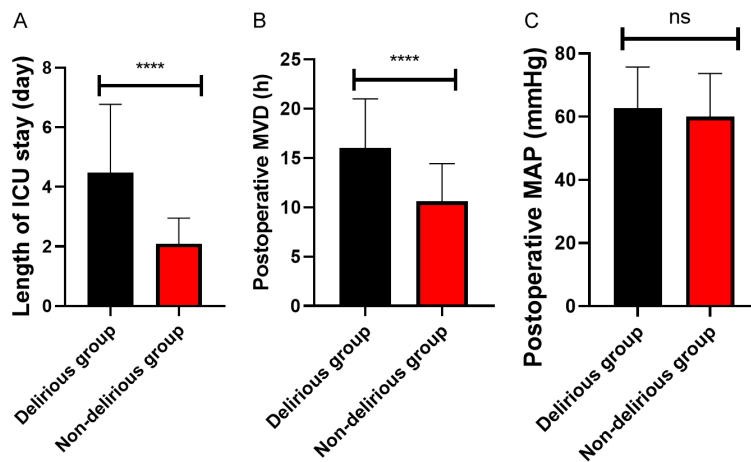 A
Length of ICU stay (day)
8
6
4
2
0
****
Delirious group
Non-delirious group
B
Postoperative MVD (h)
25
20
15
10
5
0
****
Delirious group
Non-delirious group
C
Postoperative MAP (mmHg)
80
60
40
20
0
ns
Delirious group
Non-delirious group